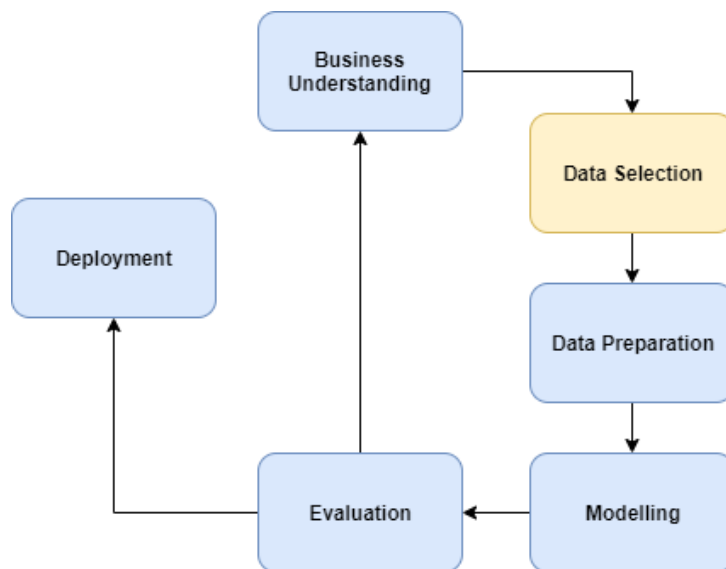 Business
Understanding
Data Selection
Deployment
Data Preparation
Evaluation
Modelling